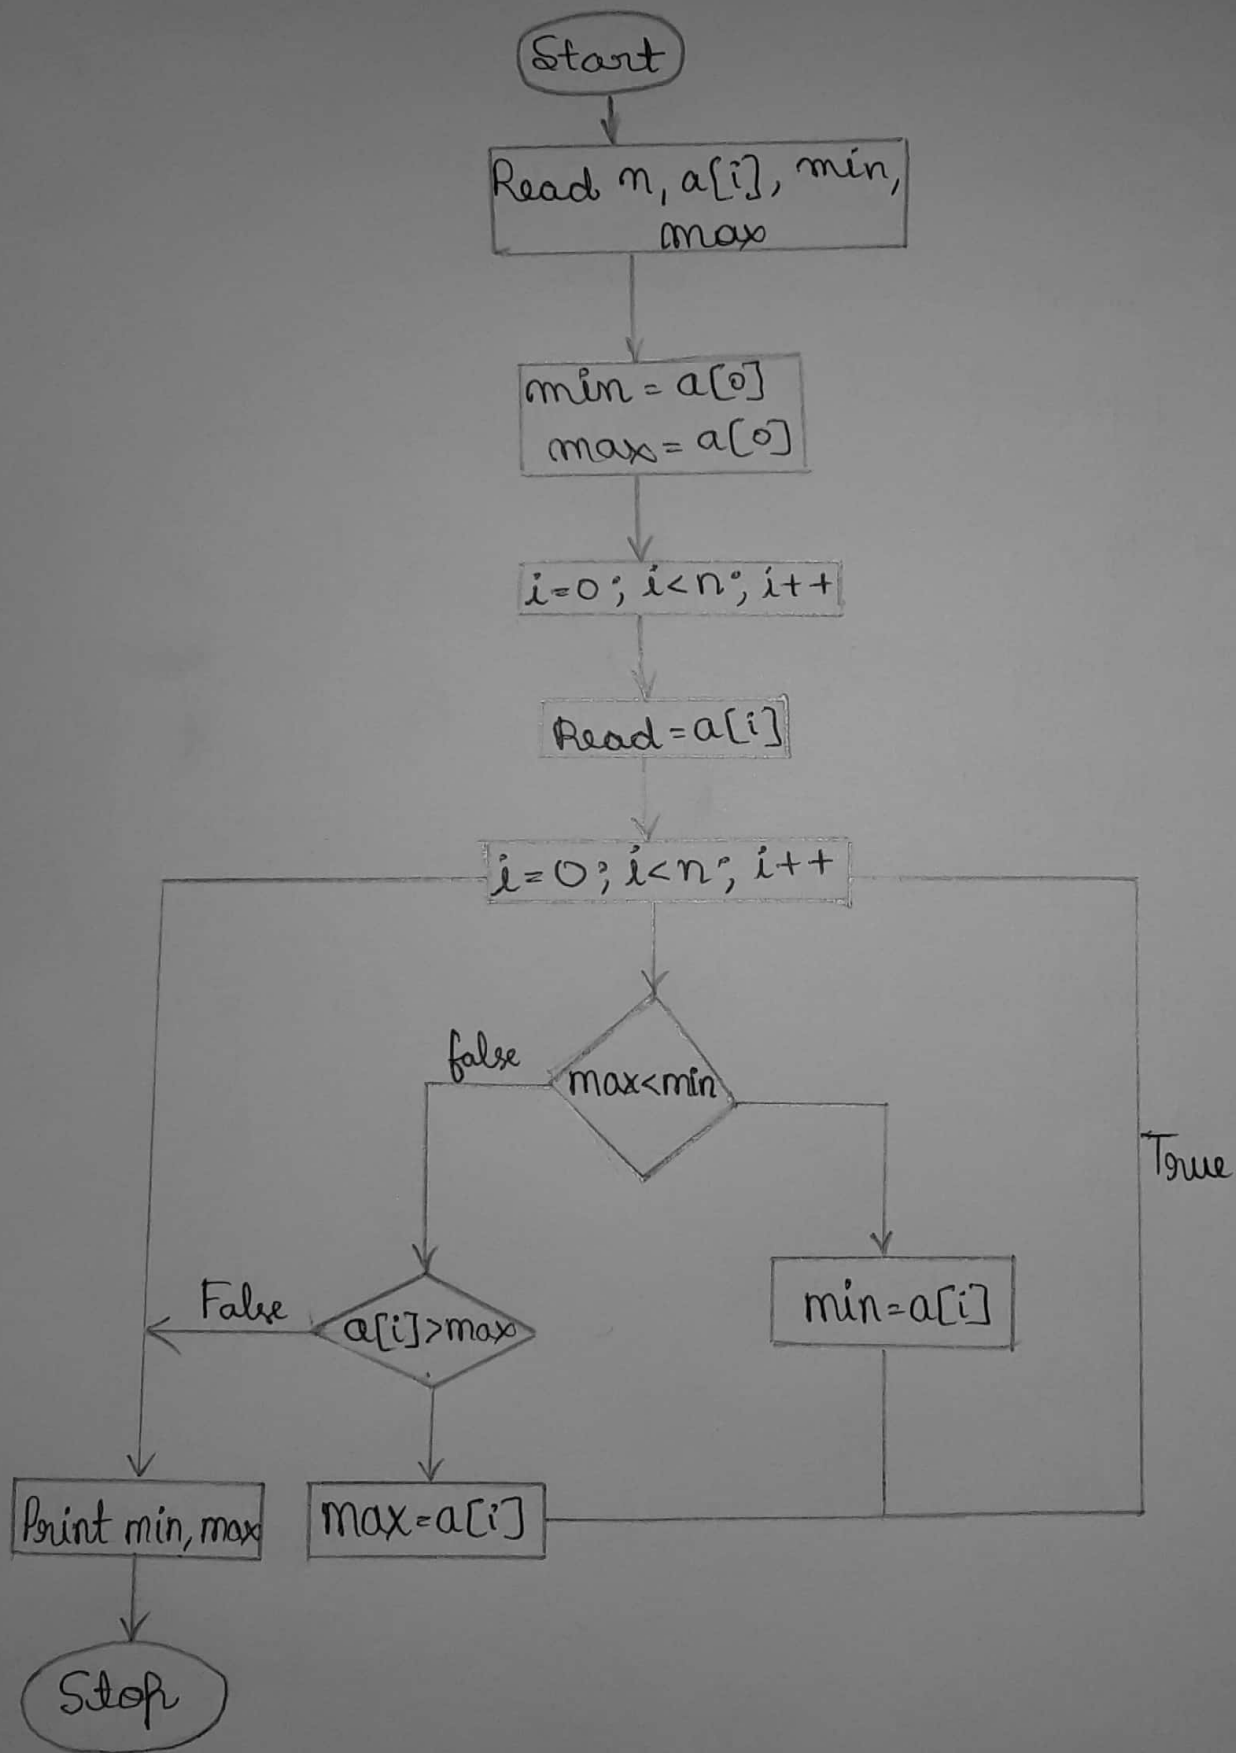 Start
Read n, a[i], min,
max
min = a[0]
max = a[0]
i=0; i<n; i++
Read = a[i]
i=0; i<n; i++
false
max<min
True
False
a[i]>max
min=a[i]
Print min, max
max=a[i]
Stop